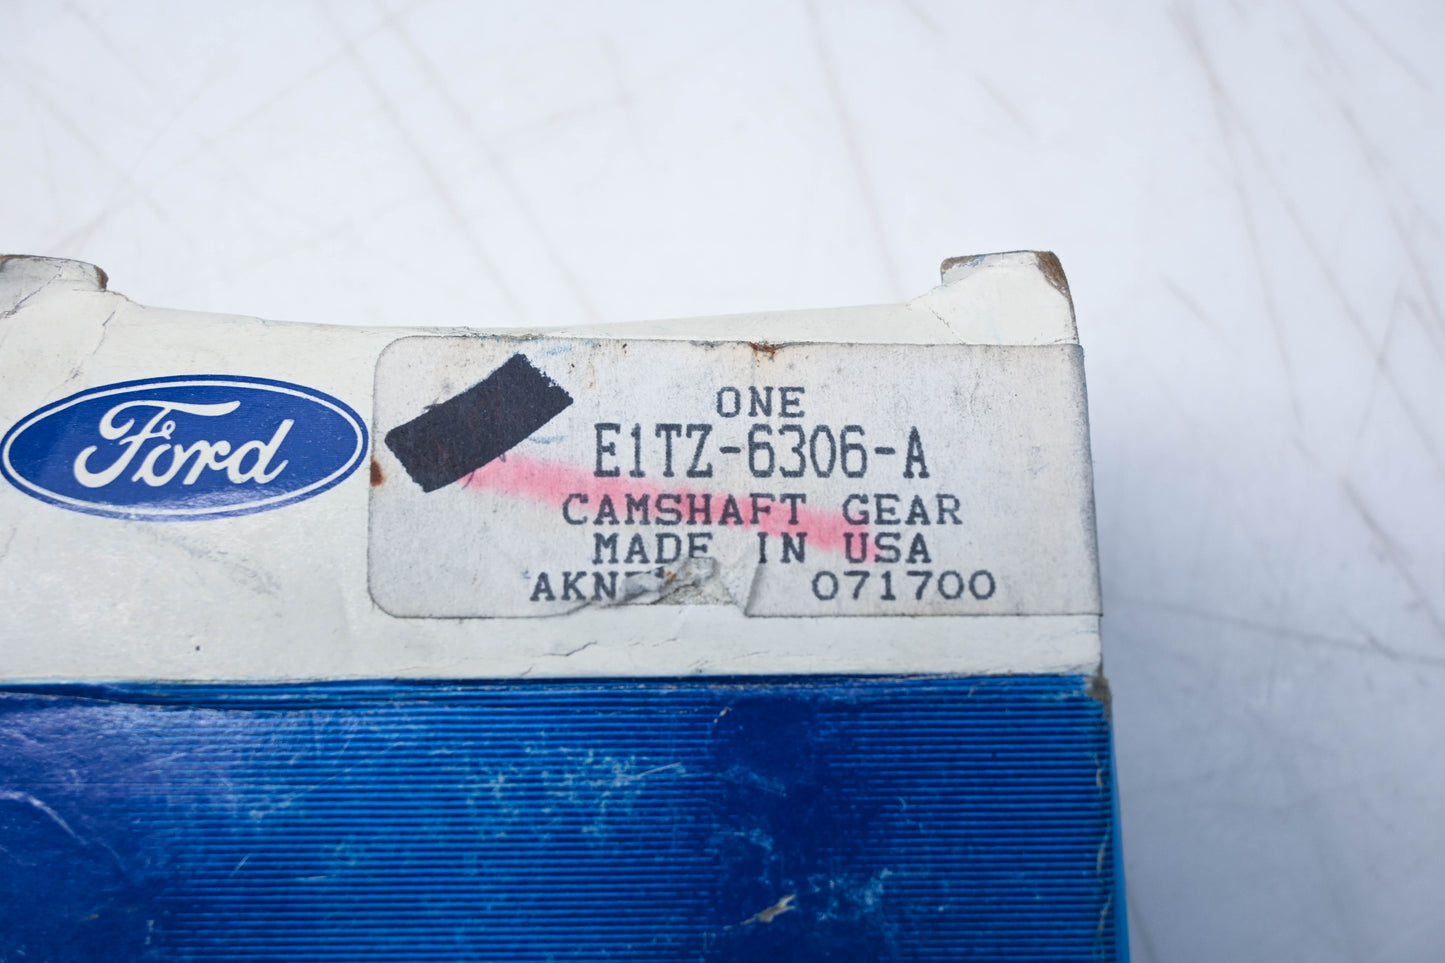 Ford
ONE
E1TZ-6306-A
CAMSHAFT GEAR
MADE IN USA
071700